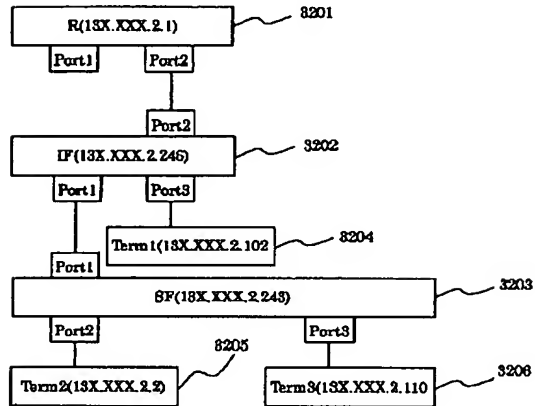 R(13X.XXX.2.1)
3201
Port1
Port2
Port2
IF(13X.XXX.2.246)
3202
Port1
Port3
Term1(13X.XXX.2.102
3204
Port1
SF(13X.XXX.2.243)
3203
Port2
Port3
3205
Term2(13X.XXX.2.2)
Term3(13X.XXX.2.110
3206